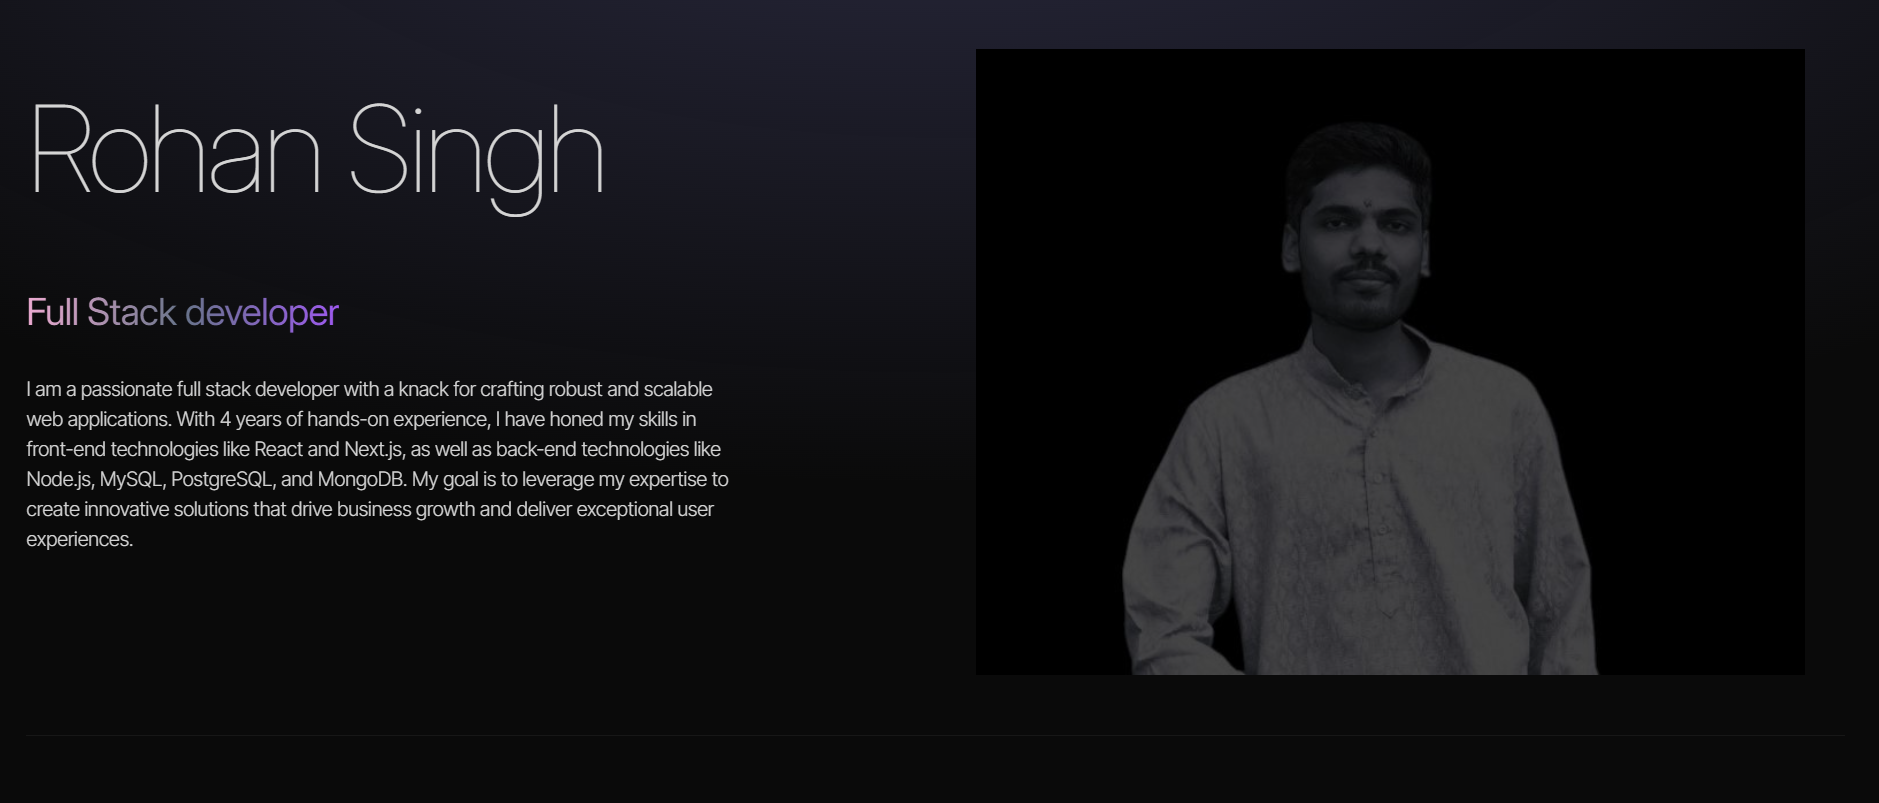 Rohan Singh
Full Stack developer
I am a passionate full stack developer with a knack for crafting robust and scalable
web applications. With 4 years of hands-on experience, I have honed my skills in
front-end technologies like React and Next.js, as well as back-end technologies like
Node.js, MySQL, PostgreSQL, and MongoDB. My goal is to leverage my expertise to
create innovative solutions that drive business growth and deliver exceptional user
experiences.